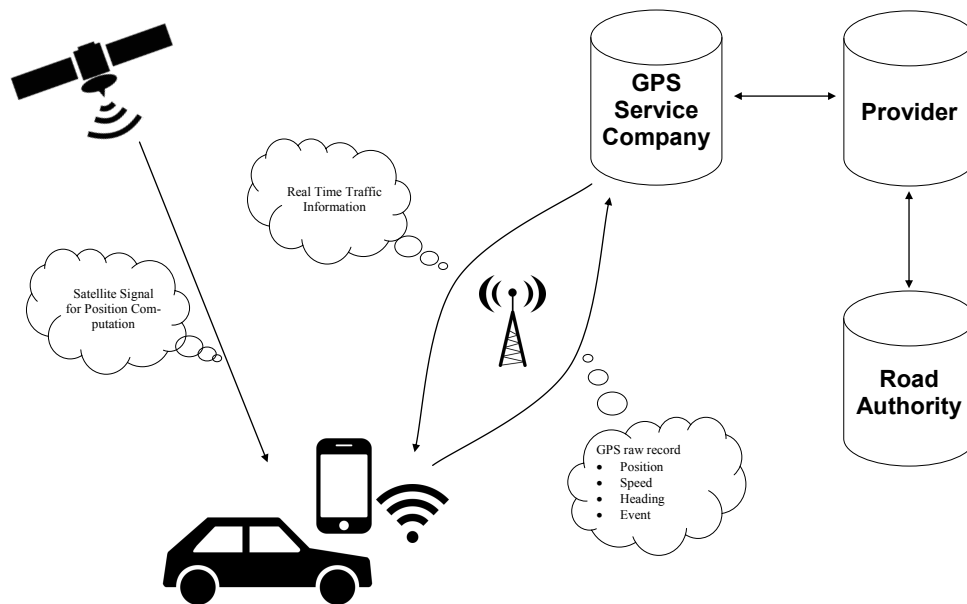 GPS
Service
Company
Provider
Real Time Traffic
Information
Satellite Signal
for Position Com-
putation
Road
Authority
GPS raw record
• Position
• Speed
• Heading
• Event